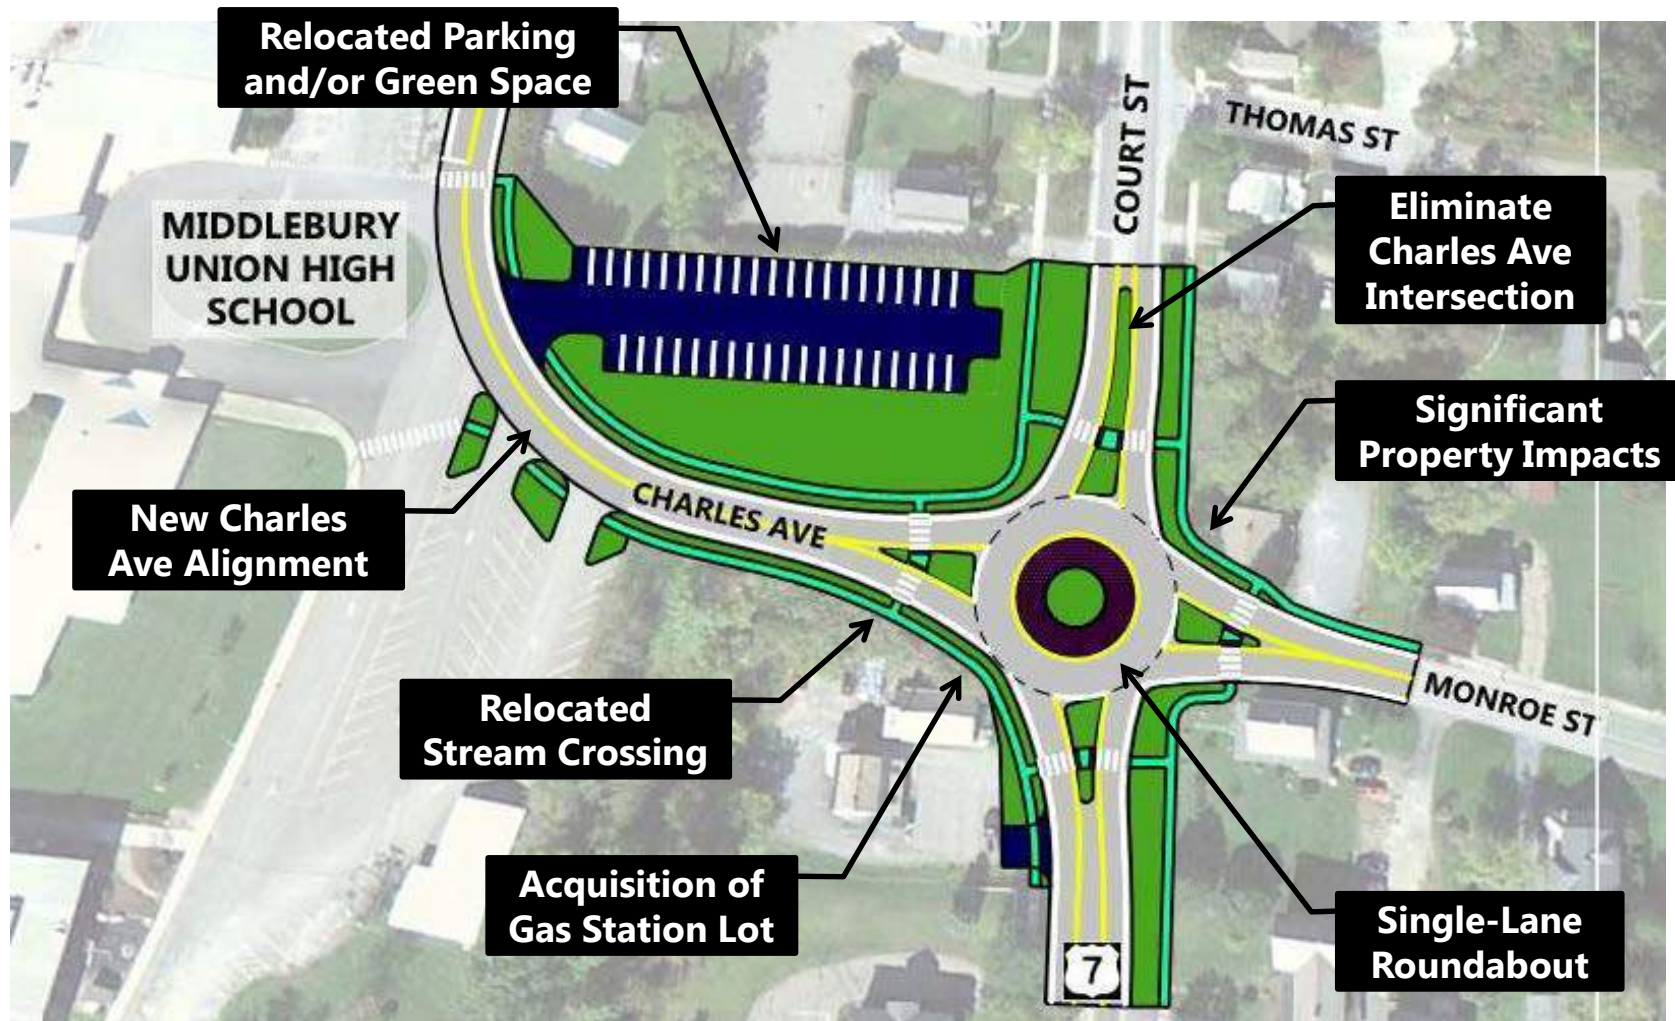 Relocated Parking
and/or Green Space
COURT ST
THOMAS ST
MIDDLEBURY
UNION HIGH
SCHOOL
Eliminate
Charles Ave
Intersection
Significant
Property Impacts
New Charles
Ave Alignment
CHARLES AVE
Relocated
Stream Crossing
MONROE ST
Acquisition of
Gas Station Lot
Single-Lane
Roundabout
7